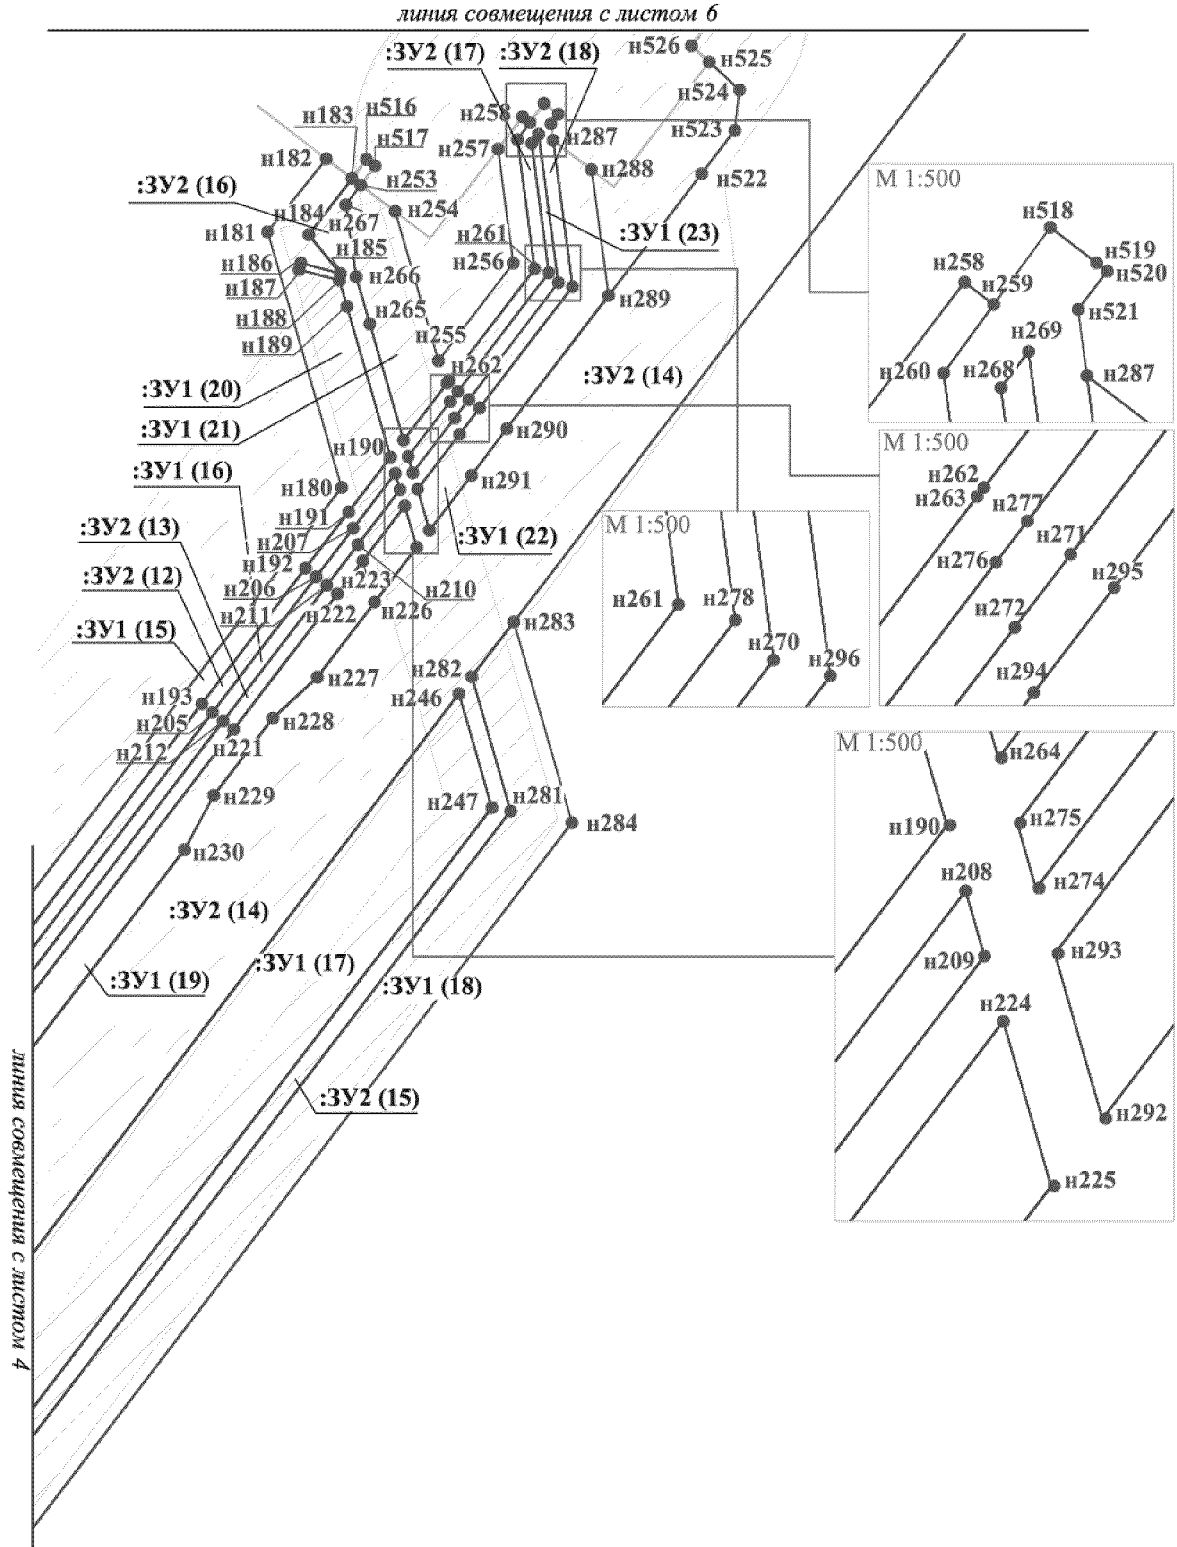 линия совмещения с листом 6
н526
:ЗУ2 (17)
:ЗУ2 (18)
н525
н524
н183
н516
н258
н523
н517
н287
н257
н182
н288
н253
н522
:ЗУ2 (16)
н184
н267
н254
н181
н261
:ЗУ1 (23)
н185
н186
н256
н266
н187
н289
н188
н265
н189
н255
н262
:ЗУ2 (14)
:ЗУ1 (20)
:ЗУ1 (21)
н290
н190
:ЗУ1 (16)
н180
н291
н191
:ЗУ2 (13)
н207
:ЗУ1 (22)
н192
:ЗУ2 (12)
н206
н223
н210
н211
н222
н226
:ЗУ1 (15)
н283
н282
н227
н193
н246
н205
н228
н212
н221
н229
н247
н281
н284
н230
:ЗУ2 (14)
:ЗУ1 (17)
:ЗУ1 (19)
:ЗУ1 (18)
:ЗУ2 (15)
линия совмещения с листом 4
М 1:500
н518
н519
н258
н520
н259
н521
н269
н260
н268
н287
М 1:500
н262
н263
н277
н271
н276
н295
н272
н294
М 1:500
н261
н278
н270
н296
М 1:500
н264
н190
н275
н208
н274
н209
н293
н224
н292
н225